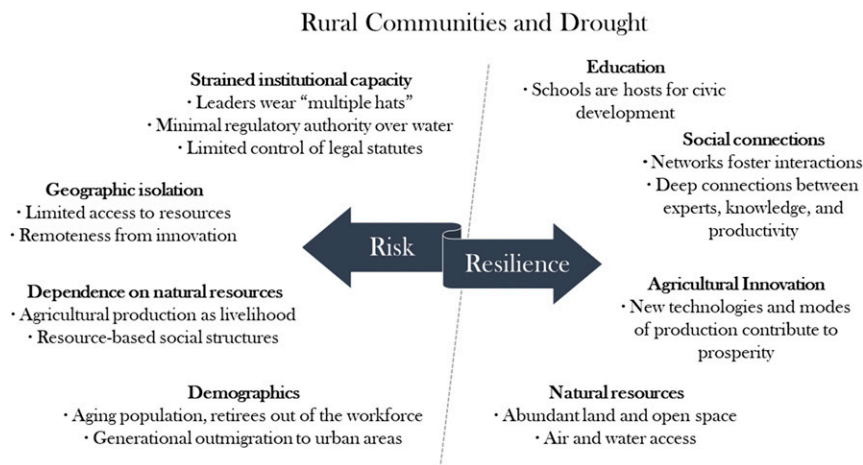 Rural Communities and Drought
Strained institutional capacity
· Leaders wear “multiple hats”
· Minimal regulatory authority over water
· Limited control of legal statutes
Geographic isolation
· Limited access to resources
· Remoteness from innovation
Dependence on natural resources
· Agricultural production as livelihood
· Resource-based social structures
Demographics
· Aging population, retirees out of the workforce
· Generational outmigration to urban areas
Risk
Resilience
Education
· Schools are hosts for civic
development
Social connections
· Networks foster interactions
· Deep connections between
experts, knowledge, and
productivity
Agricultural Innovation
· New technologies and modes
of production contribute to
prosperity
Natural resources
· Abundant land and open space
· Air and water access